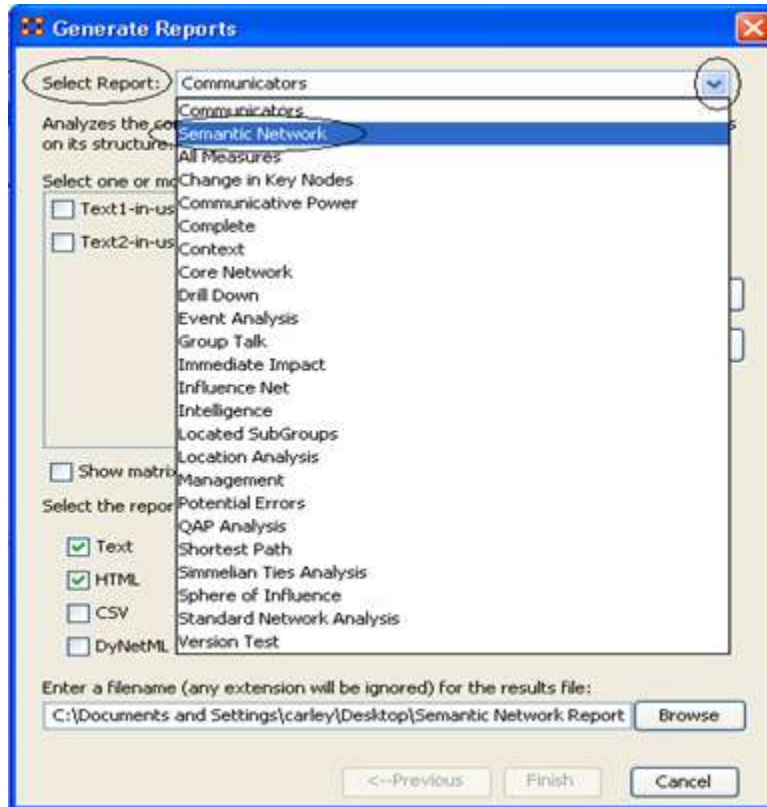 Generate Reports
Select Report: Communicators
Communicators
Analyzes the
on its structure.
Semantic Network
All Measures
Select one or
Change in Key Nodes
Text1-in-us
Communicative Power
Text2-in-us
Complete
Context
Core Network
Drill Down
Event Analysis
Group Talk
Immediate Impact
Influence Net
Intelligence
Located SubGroups
Location Analysis
Show matrix
Management
Select the repor
Potential Errors
QAP Analysis
Text
Shortest Path
HTML
Simmelian Ties Analysis
Sphere of Influence
CSV
Standard Network Analysis
DyNetML
Version Test
Enter a filename (any extension will be ignored) for the results file:
C:\Documents and Settings\carley\Desktop\Semantic Network Report Browse
<--Previous Finish Cancel